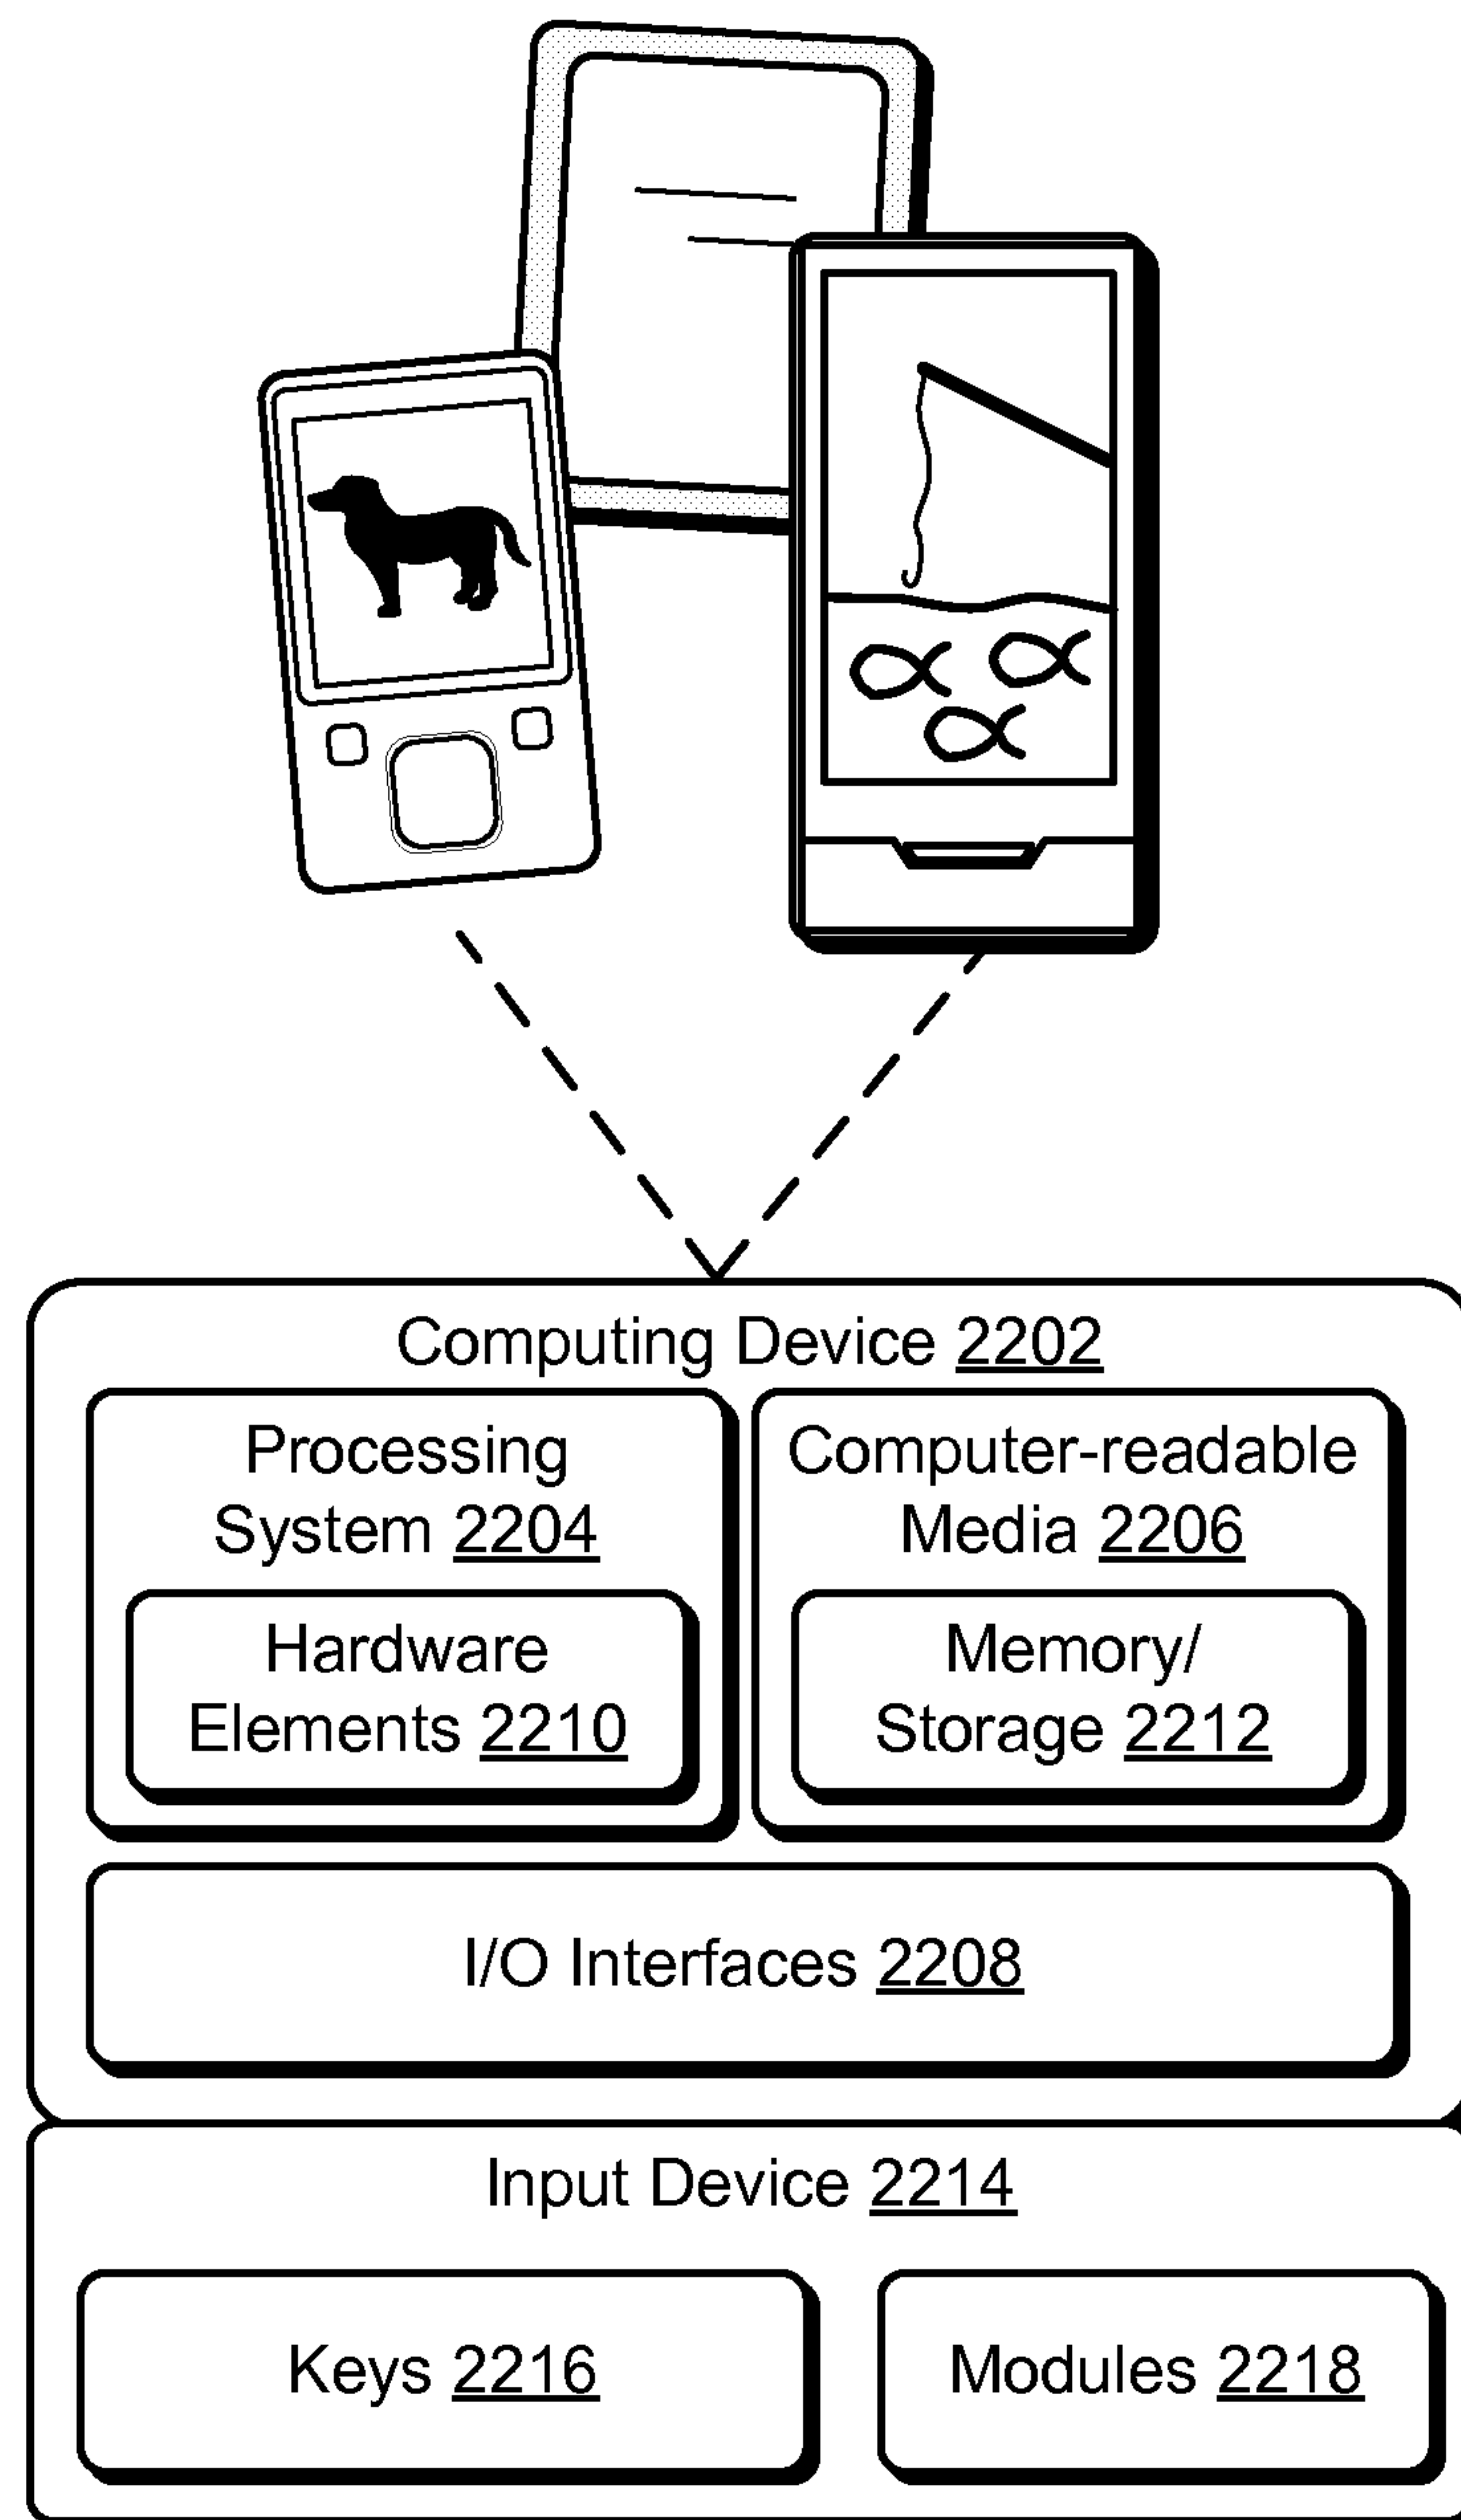 Computing Device 2202
Processing
System 2204
Hardware
Elements 2210
Computer-readable
Media 2206
Memory/
Storage 2212
I/O Interfaces 2208
Input Device 2214
Keys 2216
Modules 2218